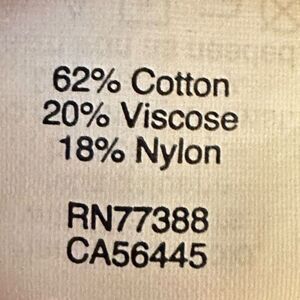 62% Cotton
20% Viscose
18% Nylon
RN77388
CA56445